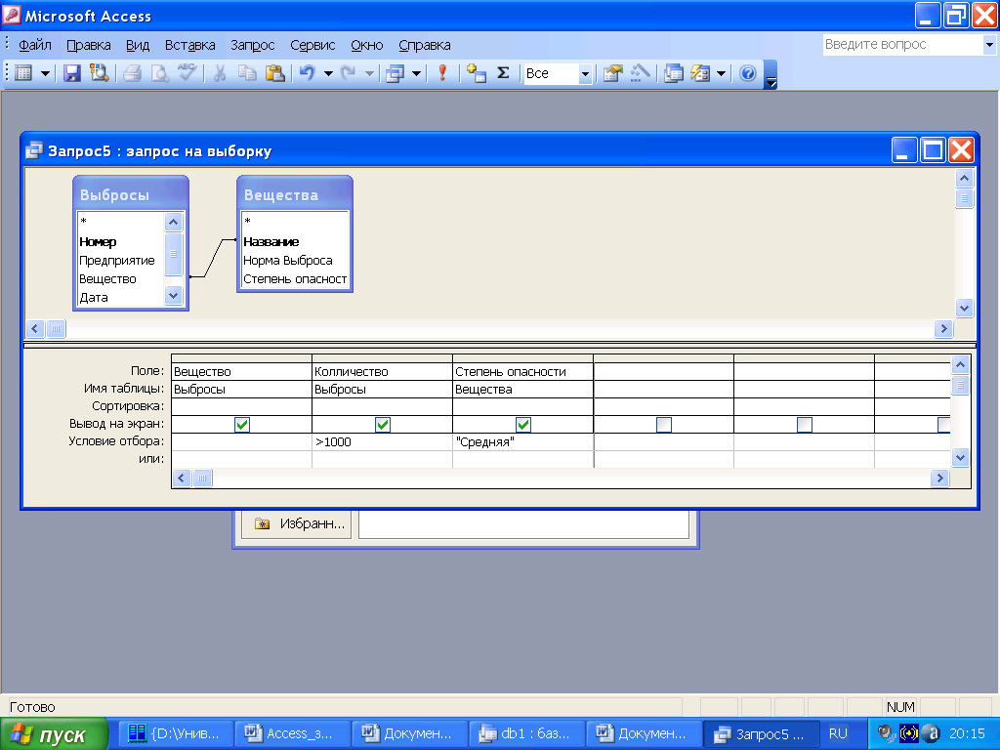 Microsoft Access
Файл Правка Вид Вставка Запрос Сервис Окно Справка Введите вопрос
Все
Запрос5 : запрос на выборку
Выбросы Вещества
* *
Номер Название
Предприятие Норма Выброса
Вещество Степень опасност
Дата
Поле: Вещество Колличество Степень опасности
Имя таблицы: Выбросы Выбросы Вещества
Сортировка:
Вывод на экран:
Условие отбора: >1000 "Средняя"
или:
Избранн...
Готово NUM
пуск {D:\Унив... Access_з... Докумен... db1 : баз... Докумен... Запрос5 ... RU 20:15